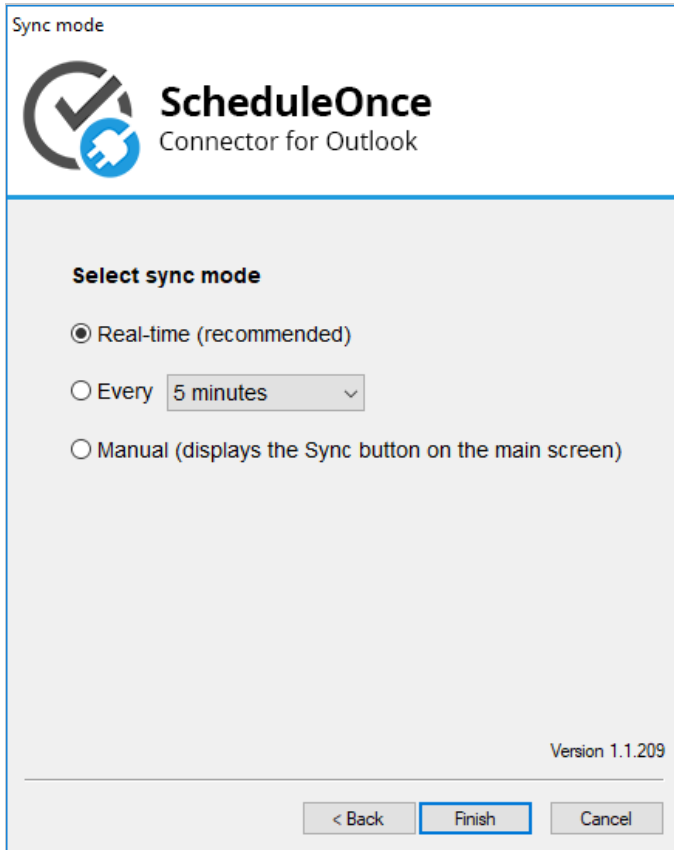 Sync mode
ScheduleOnce
Connector for Outlook
Select sync mode
Real-time (recommended)
Every 5 minutes
Manual (displays the Sync button on the main screen)
Version 1.1.209
< Back Finish Cancel